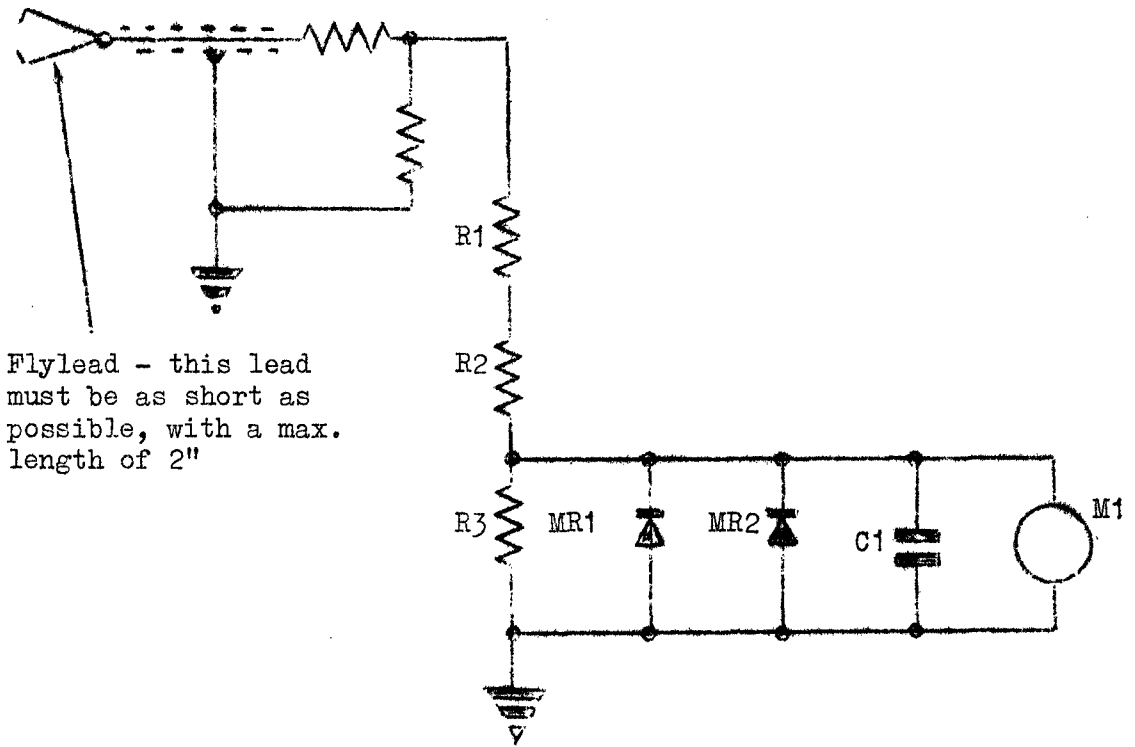 R1
Flylead - this lead
must be as short as
possible, with a max.
length of 2"
R2
R3
MR1
MR2
C1
M1